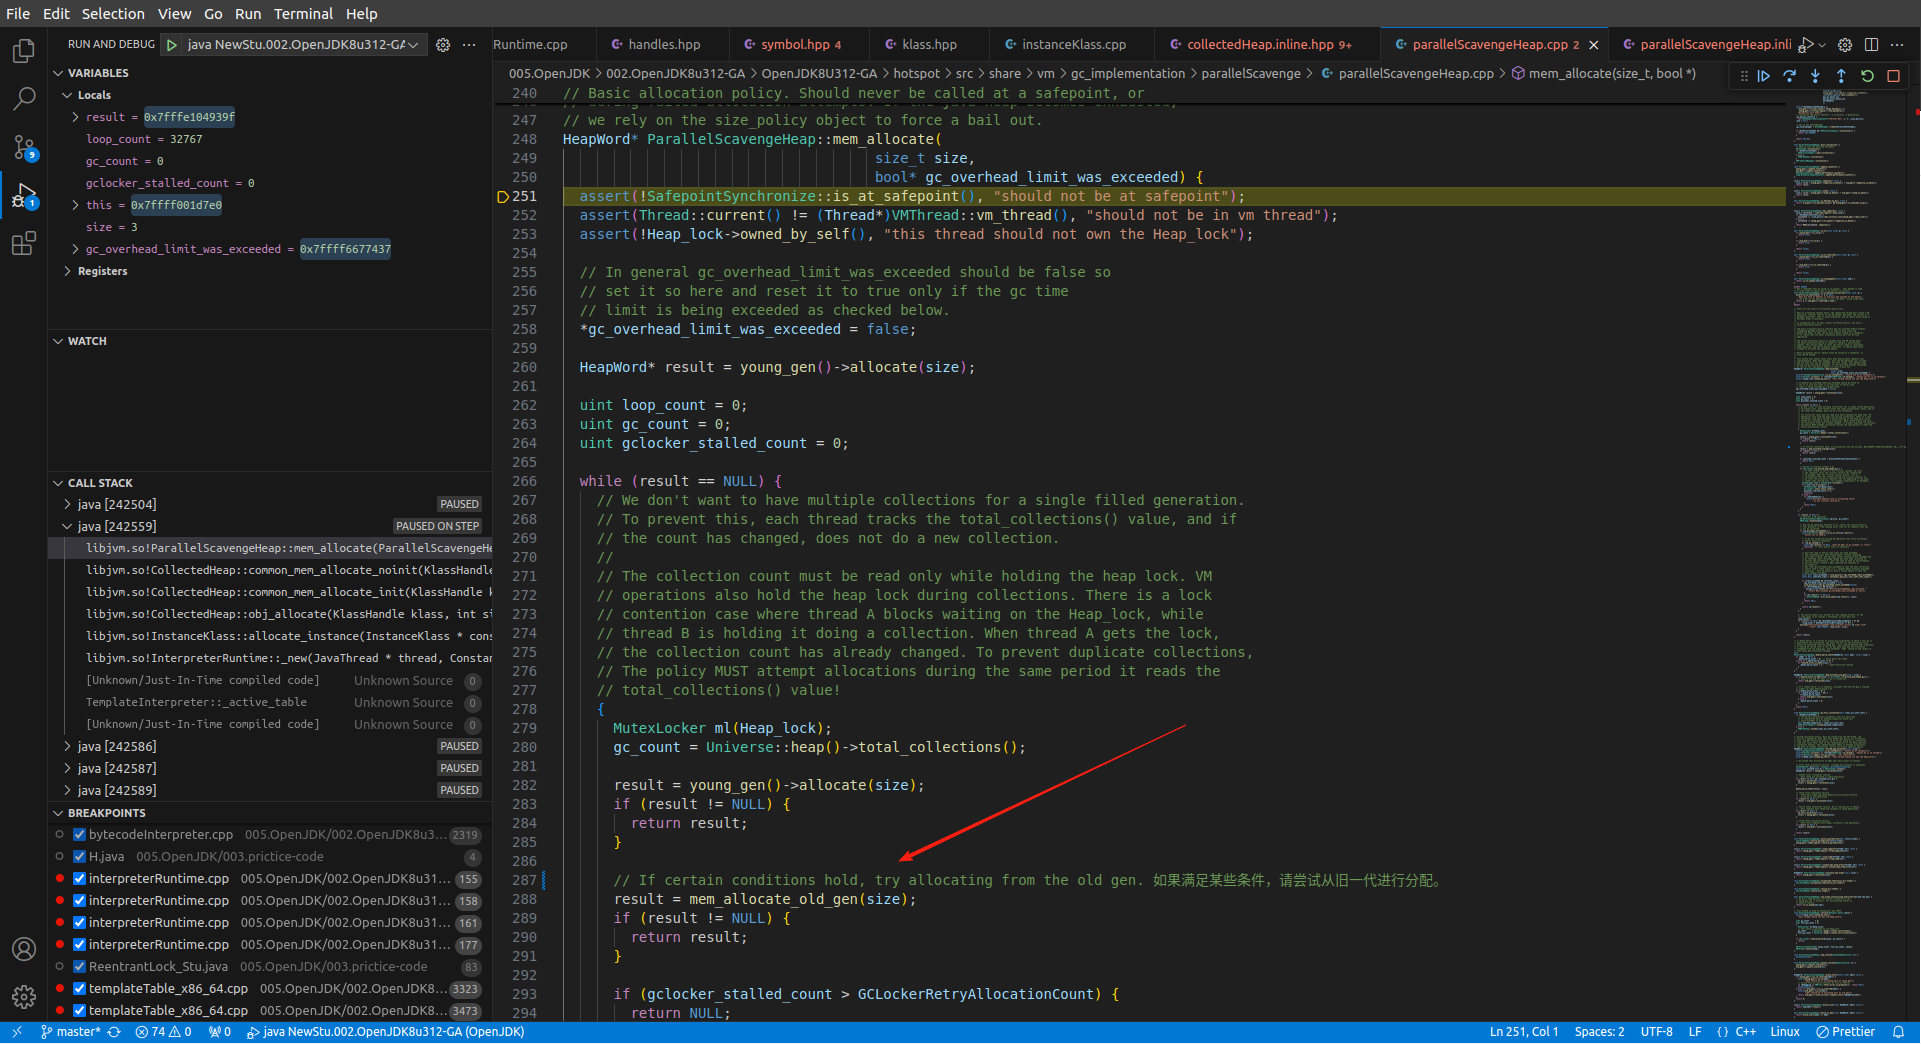 File Edit Selection View Go Run Terminal Help
RUN AND DEBUG java NewStu.002.OpenJDK8u312-GA
Runtime.cpp handles.hpp symbol.hpp 4 klass.hpp instanceKlass.cpp collectedHeap.inline.hpp 9+ parallelScavengeHeap.cpp 2 parallelScavengeHeap.inli
005.OpenJDK > 002.OpenJDK8u312-GA > OpenJDK8U312-GA > hotspot > src > share > vm > gc_implementation > parallelScavenge > parallelScavengeHeap.cpp > mem_allocate(size_t, bool *)
VARIABLES
Locals
result = 0x7fffe104939f
loop_count = 32767
gc_count = 0
gclocker_stalled_count = 0
this = 0x7ffff001d7e0
size = 3
gc_overhead_limit_was_exceeded = 0x7ffff6677437
Registers
WATCH
CALL STACK
java [242504] PAUSED
java [242559] PAUSED ON STEP
libjvm.so!ParallelScavengeHeap::mem_allocate(ParallelScavengeHe
libjvm.so!CollectedHeap::common_mem_allocate_noinit(KlassHandle
libjvm.so!CollectedHeap::common_mem_allocate_init(KlassHandle k
libjvm.so!CollectedHeap::obj_allocate(KlassHandle klass, int si
libjvm.so!InstanceKlass::allocate_instance(InstanceKlass * cons
libjvm.so!InterpreterRuntime::_new(JavaThread * thread, Constan
[Unknown/Just-In-Time compiled code] Unknown Source 0
TemplateInterpreter::_active_table Unknown Source 0
[Unknown/Just-In-Time compiled code] Unknown Source 0
java [242586] PAUSED
java [242587] PAUSED
java [242589] PAUSED
BREAKPOINTS
bytecodeInterpreter.cpp 005.OpenJDK/002.OpenJDK8u3... 2319
H.java 005.OpenJDK/003.prictice-code 4
interpreterRuntime.cpp 005.OpenJDK/002.OpenJDK8u31... 155
interpreterRuntime.cpp 005.OpenJDK/002.OpenJDK8u31... 158
interpreterRuntime.cpp 005.OpenJDK/002.OpenJDK8u31... 161
interpreterRuntime.cpp 005.OpenJDK/002.OpenJDK8u31... 177
ReentrantLock_Stu.java 005.OpenJDK/003.prictice-code 83
templateTable_x86_64.cpp 005.OpenJDK/002.OpenJDK8... 3323
templateTable_x86_64.cpp 005.OpenJDK/002.OpenJDK8... 3473
240 // Basic allocation policy. Should never be called at a safepoint, or
247 // we rely on the size_policy object to force a bail out.
248 HeapWord* ParallelScavengeHeap::mem_allocate(
249 size_t size,
250 bool* gc_overhead_limit_was_exceeded) {
251 assert(!SafepointSynchronize::is_at_safepoint(), "should not be at safepoint");
252 assert(Thread::current() != (Thread*)VMThread::vm_thread(), "should not be in vm thread");
253 assert(!Heap_lock->owned_by_self(), "this thread should not own the Heap_lock");
254
255 // In general gc_overhead_limit_was_exceeded should be false so
256 // set it so here and reset it to true only if the gc time
257 // limit is being exceeded as checked below.
258 *gc_overhead_limit_was_exceeded = false;
259
260 HeapWord* result = young_gen()->allocate(size);
261
262 uint loop_count = 0;
263 uint gc_count = 0;
264 uint gclocker_stalled_count = 0;
265
266 while (result == NULL) {
267 // We don't want to have multiple collections for a single filled generation.
268 // To prevent this, each thread tracks the total_collections() value, and if
269 // the count has changed, does not do a new collection.
270 //
271 // The collection count must be read only while holding the heap lock. VM
272 // operations also hold the heap lock during collections. There is a lock
273 // contention case where thread A blocks waiting on the Heap_lock, while
274 // thread B is holding it doing a collection. When thread A gets the lock,
275 // the collection count has already changed. To prevent duplicate collections,
276 // The policy MUST attempt allocations during the same period it reads the
277 // total_collections() value!
278 {
279 MutexLocker ml(Heap_lock);
280 gc_count = Universe::heap()->total_collections();
281
282 result = young_gen()->allocate(size);
283 if (result != NULL) {
284 return result;
285 }
286
287 // If certain conditions hold, try allocating from the old gen. 如果满足某些条件，请尝试从旧一代进行分配。
288 result = mem_allocate_old_gen(size);
289 if (result != NULL) {
290 return result;
291 }
292
293 if (gclocker_stalled_count > GCLockerRetryAllocationCount) {
294 return NULL;
master* 74 0 0 java NewStu.002.OpenJDK8u312-GA (OpenJDK) Ln 251, Col 1 Spaces: 2 UTF-8 LF {} C++ Linux Prettier